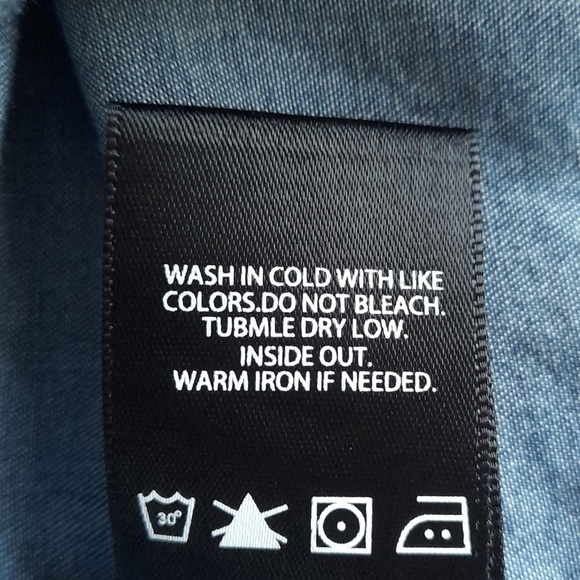 WASH IN COLD WITH LIKE
COLORS.DO NOT BLEACH.
TUBMLE DRY LOW.
INSIDE OUT.
WARM IRON IF NEEDED.
30°